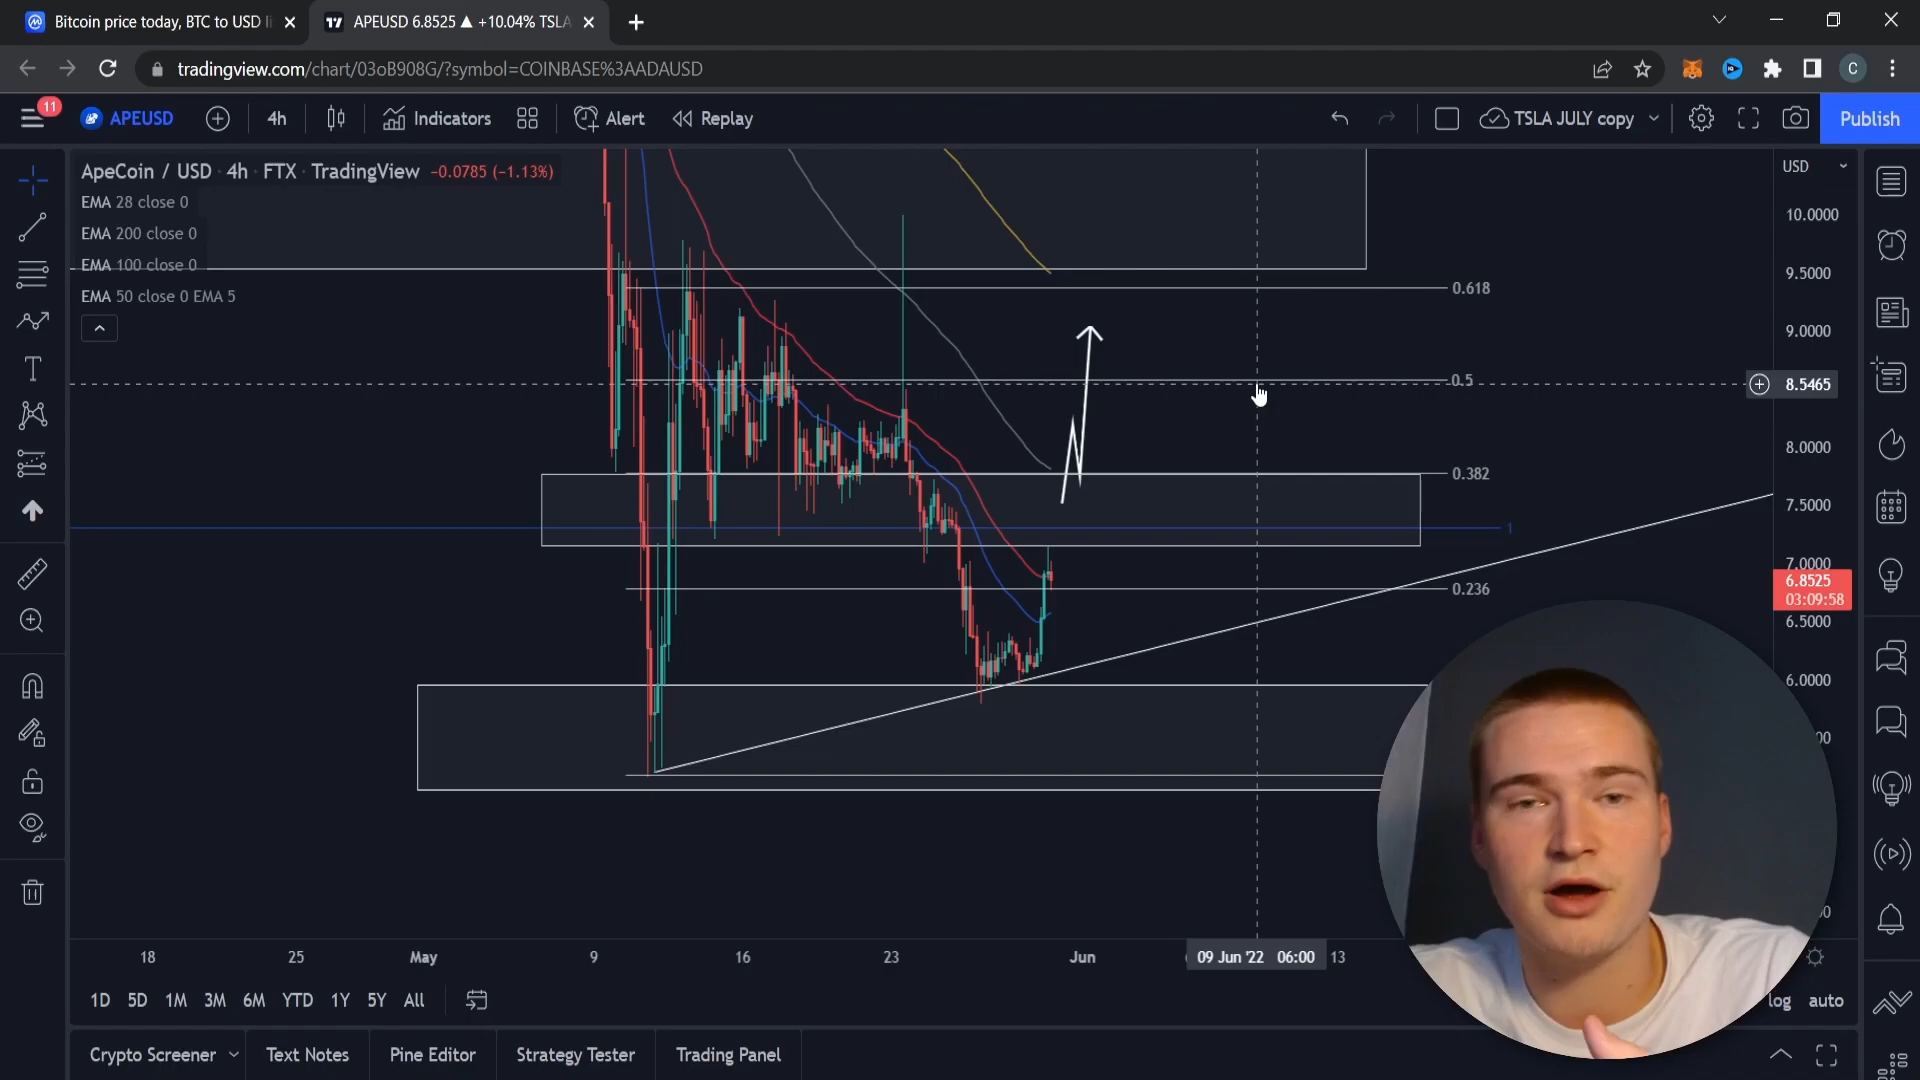 Bitcoin price today, BTC to USD li
APEUSD 6.8525 ▲ +10.04% TSLA
tradingview.com/chart/03oB908G/?symbol=COINBASE%3AADAUSD
C
11
APEUSD
4h
Indicators
Alert
Replay
TSLA JULY copy
Publish
ApeCoin / USD · 4h · FTX · TradingView −0.0785 (−1.13%)
EMA 28 close 0
EMA 200 close 0
EMA 100 close 0
EMA 50 close 0 EMA 5
USD
10.0000
9.5000
0.618
9.0000
0.5
8.5465
8.0000
0.382
7.5000
1
7.0000
6.8525
03:09:58
0.236
6.5000
6.0000
18 25 May 9 16 23 Jun 09 Jun '22 06:00 13
1D 5D 1M 3M 6M YTD 1Y 5Y All
log auto
Crypto Screener Text Notes Pine Editor Strategy Tester Trading Panel